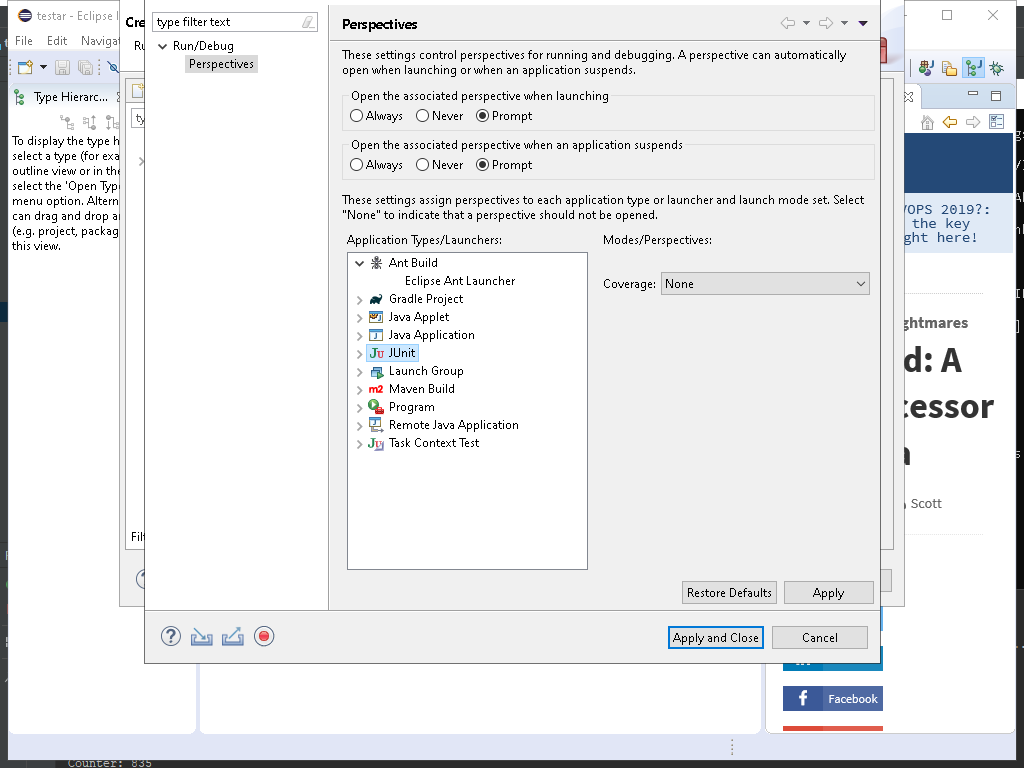 testar - Eclipse I
File Edit Navigat
Type Hierarc...
To display the type h
select a type (for exa
outline view or in the
select the 'Open Type
menu option. Altern
can drag and drop a
(e.g. project, packag
this view.
Cre
Ru
ty
Filt
type filter text
Run/Debug
Perspectives
Perspectives
These settings control perspectives for running and debugging. A perspective can automatically
open when launching or when an application suspends.
Open the associated perspective when launching
Always Never Prompt
Open the associated perspective when an application suspends
Always Never Prompt
These settings assign perspectives to each application type or launcher and launch mode set. Select
"None" to indicate that a perspective should not be opened.
Application Types/Launchers:
Modes/Perspectives:
Ant Build
Eclipse Ant Launcher
Gradle Project
Java Applet
Java Application
JUnit
Launch Group
Maven Build
Program
Remote Java Application
Task Context Test
Coverage: None
Restore Defaults Apply
Apply and Close Cancel
VOPS 2019?:
the key
ght here!
ghtmares
d: A
cessor
a
Scott
Facebook
Counter: 835